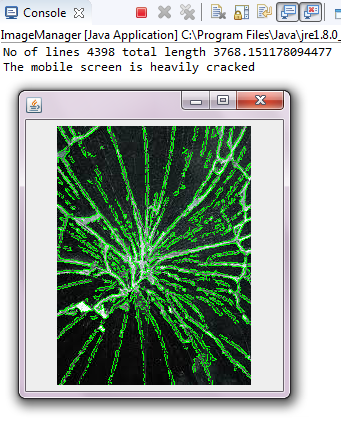 Console
ImageManager [Java Application] C:\Program Files\Java\jre1.8.0_
No of lines 4398 total length 3768.151178094477
The mobile screen is heavily cracked